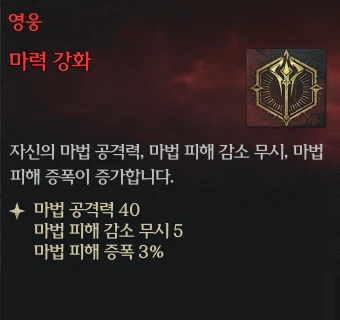 영웅
마력 강화
자신의 마법 공격력, 마법 피해 감소 무시, 마법
피해 증폭이 증가합니다.
마법 공격력 40
마법 피해 감소 무시 5
마법 피해 증폭 3%